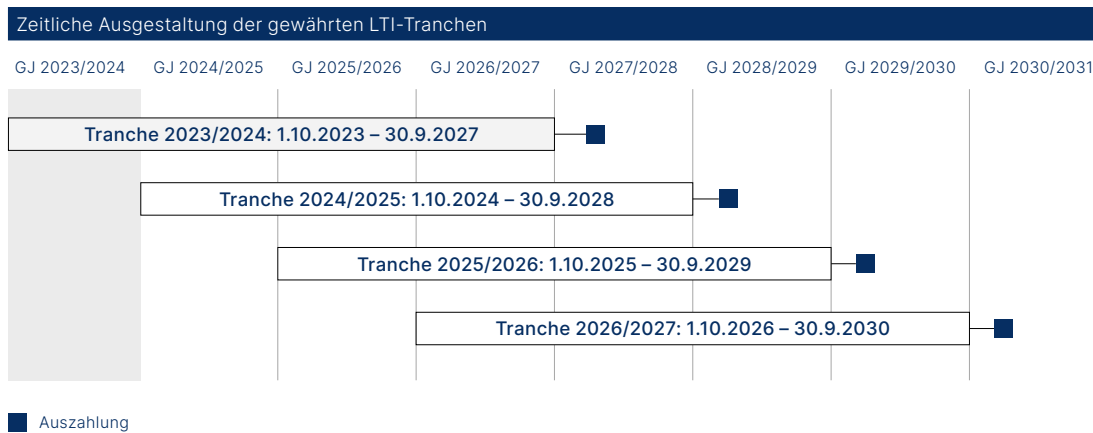 Zeitliche Ausgestaltung der gewährten LTI-Tranchen
GJ 2023/2024 GJ 2024/2025 GJ 2025/2026 GJ 2026/2027 GJ 2027/2028 GJ 2028/2029 GJ 2029/2030 GJ 2030/2031
Tranche 2023/2024: 1.10.2023 – 30.9.2027
Tranche 2024/2025: 1.10.2024 – 30.9.2028
Tranche 2025/2026: 1.10.2025 – 30.9.2029
Tranche 2026/2027: 1.10.2026 – 30.9.2030
Auszahlung